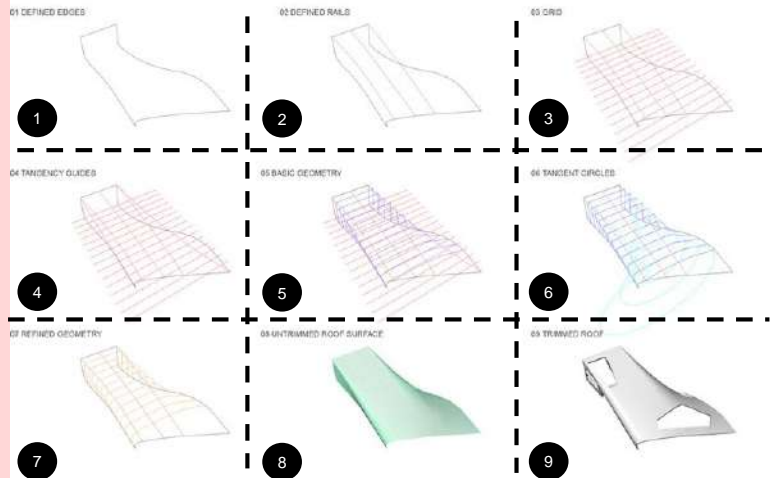 01 DEFINED EDGES
02 DEFINED RAILS
03 GRID
1
2
3
04 TANGENCY GUIDES
05 BASIC GEOMETRY
06 TANGENT CIRCLES
4
5
6
07 REFINED GEOMETRY
08 UNTRIMMED ROOF SURFACE
09 TRIMMED ROOF
7
8
9